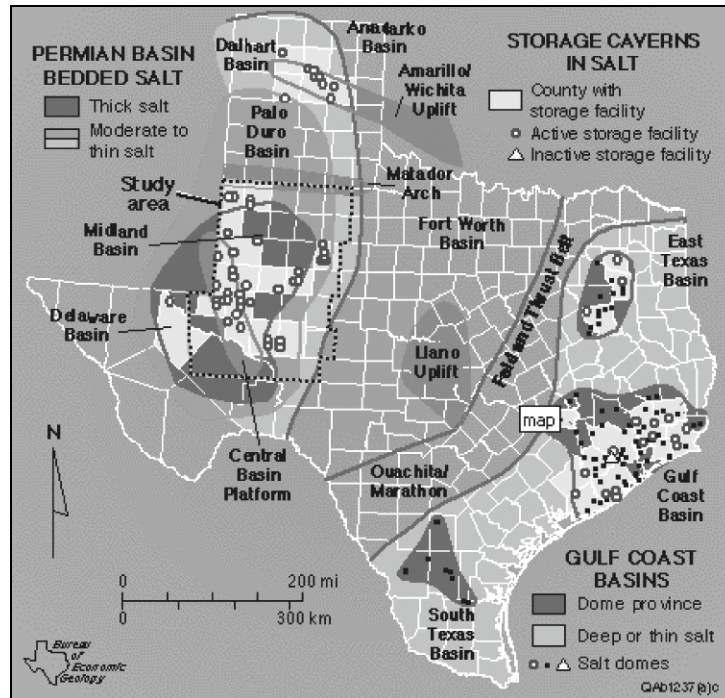 PERMIAN BASIN
BEDDED SALT
Thick salt
Moderate to
thin salt
Dalhart
Basin
Anadarko
Basin
Amarillo/
Wichita
Uplift
STORAGE CAVERNS
IN SALT
County with
storage facility
Active storage facility
Inactive storage facility
Palo
Duro
Basin
Matador
Arch
Study
area
Midland
Basin
Fort Worth
Basin
East
Texas
Basin
Fold and Thrust Belt
Delaware
Basin
Llano
Uplift
map
N
Central
Basin
Platform
Ouachita/
Marathon
Gulf
Coast
Basin
0 200 mi
0 300 km
South
Texas
Basin
GULF COAST
BASINS
Dome province
Deep or thin salt
Salt domes
Bureau
of
Economic
Geology
QAb1237(a)c